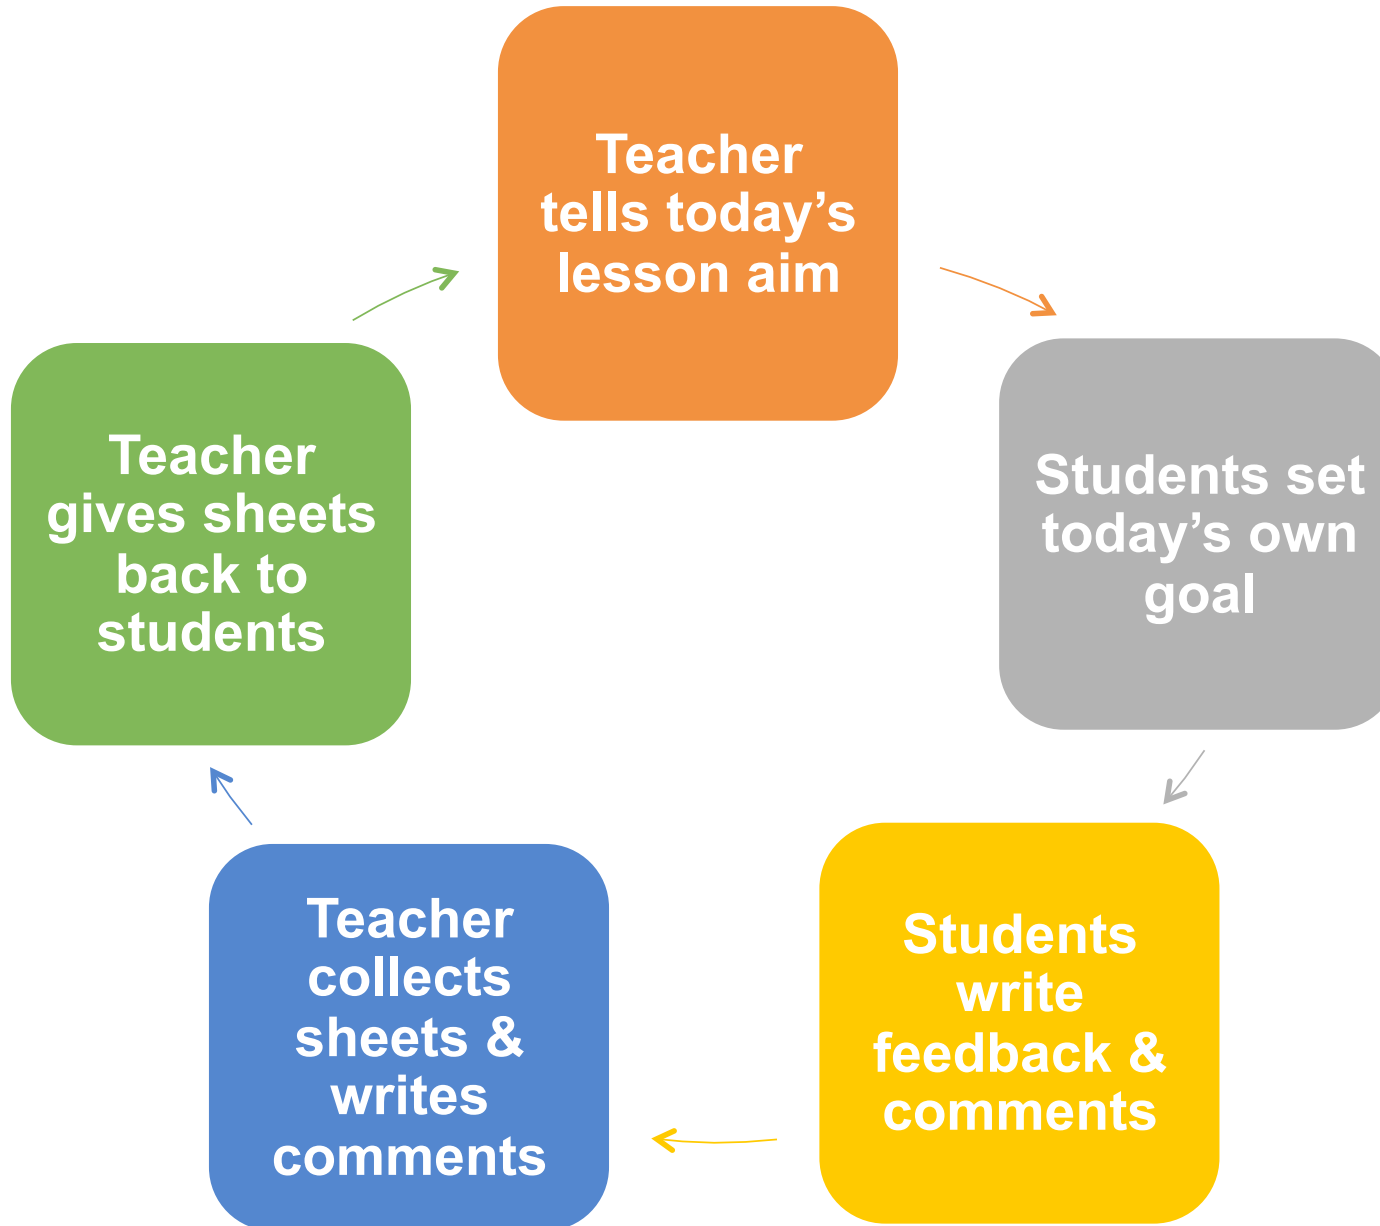 Teacher
tells today’s
lesson aim
Students set
today’s own
goal
Students
write
feedback &
comments
Teacher
collects
sheets &
writes
comments
Teacher
gives sheets
back to
students